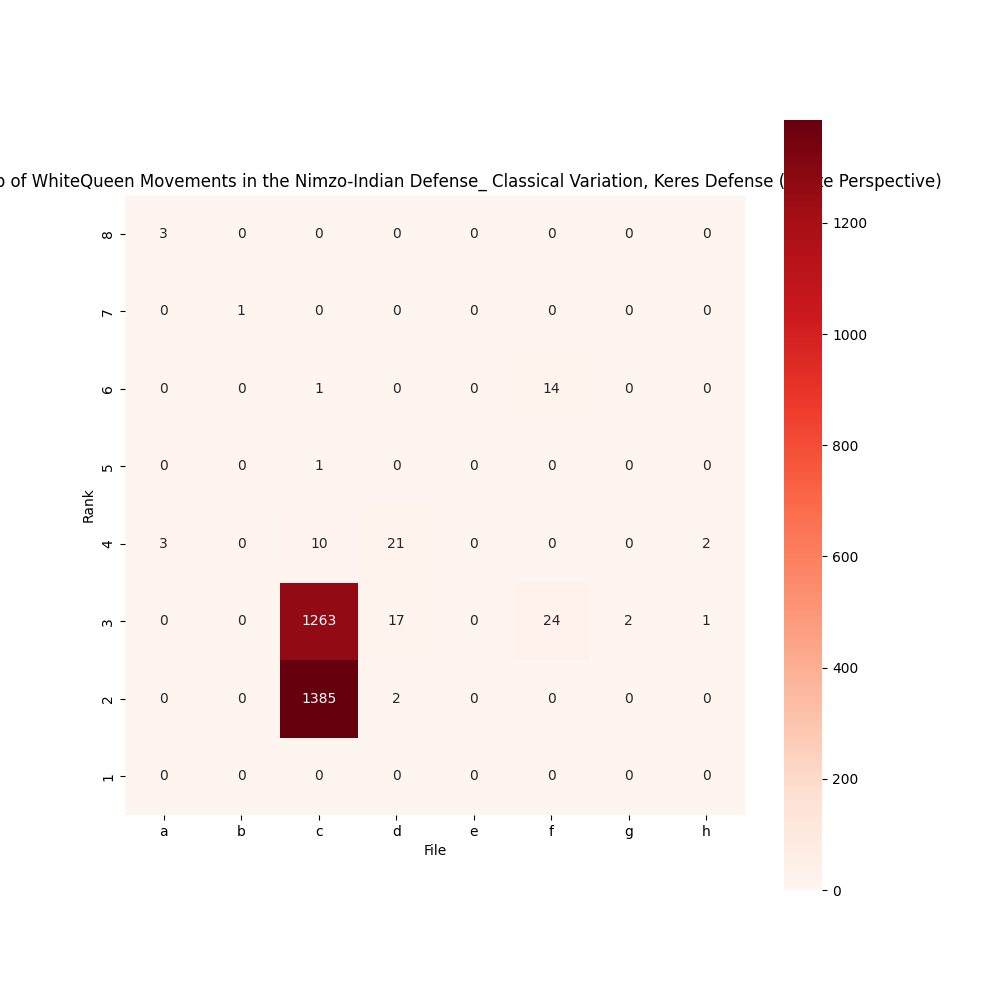 of WhiteQueen Movements in the Nimzo-Indian Defense_ Classical Variation, Keres Defense ( Perspective)
8 3 0 0 0 0 0 0 0
7 0 1 0 0 0 0 0 0
6 0 0 1 0 0 14 0 0
5 0 0 1 0 0 0 0 0
4 3 0 10 21 0 0 0 2
3 0 0 1263 17 0 24 2 1
2 0 0 1385 2 0 0 0 0
1 0 0 0 0 0 0 0 0
a b c d e f g h
File
Rank
1200
1000
800
600
400
200
0